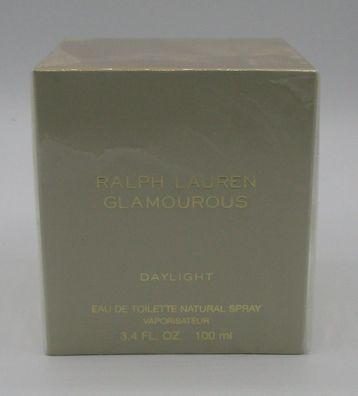 RALPH LAUREN
GLAMOUROUS
DAYLIGHT
EAU DE TOILETTE NATURAL SPRAY
VAPORISATEUR
3.4 FL. OZ. 100 ml